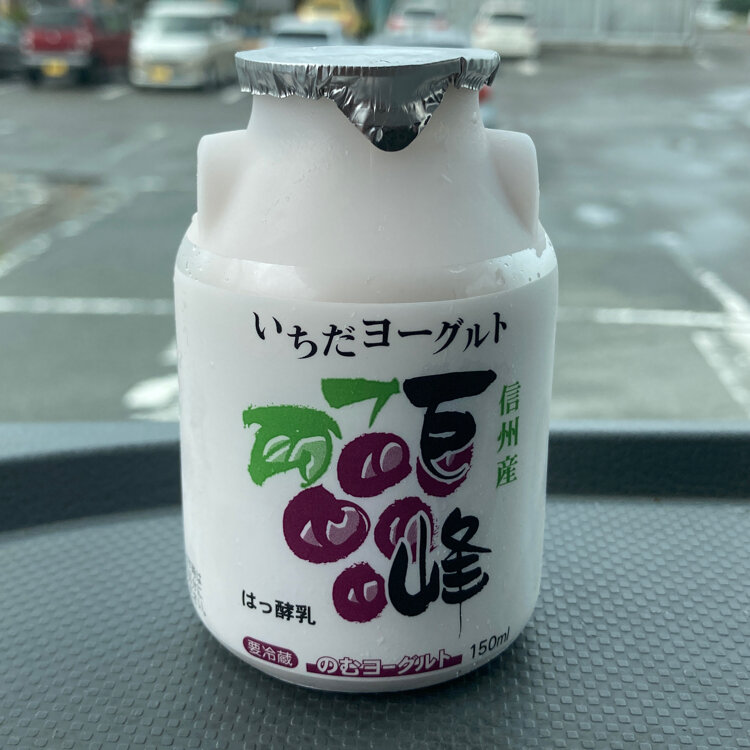 いちだヨーグルト
信州産
巨峰
はっ酵乳
要冷蔵
のむヨーグルト
150ml